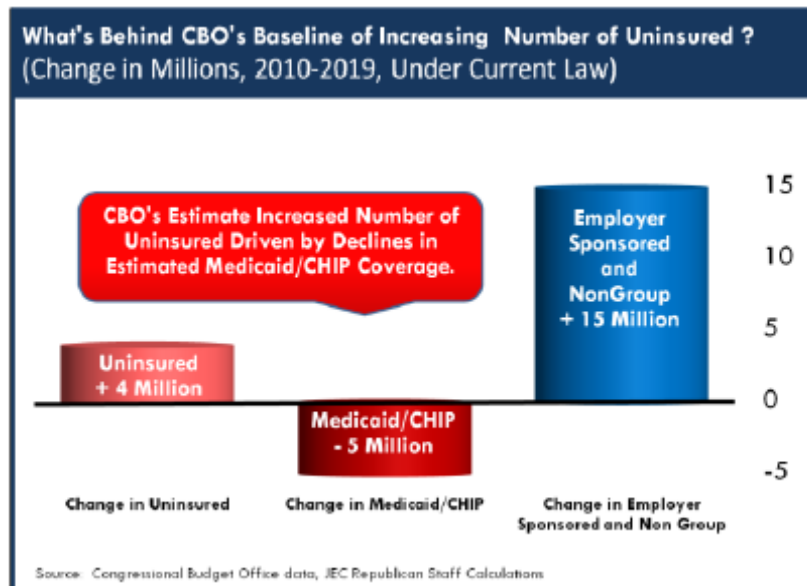 What's Behind CBO's Baseline of Increasing Number of Uninsured ?
(Change in Millions, 2010-2019, Under Current Law)
CBO's Estimate Increased Number of
Uninsured Driven by Declines in
Estimated Medicaid/CHIP Coverage.
Employer
Sponsored
and
NonGroup
+ 15 Million
Uninsured
+ 4 Million
Medicaid/CHIP
- 5 Million
15
10
5
0
-5
Change in Uninsured
Change in Medicaid/CHIP
Change in Employer
Sponsored and Non Group
Source: Congressional Budget Office data, JEC Republican Staff Calculations